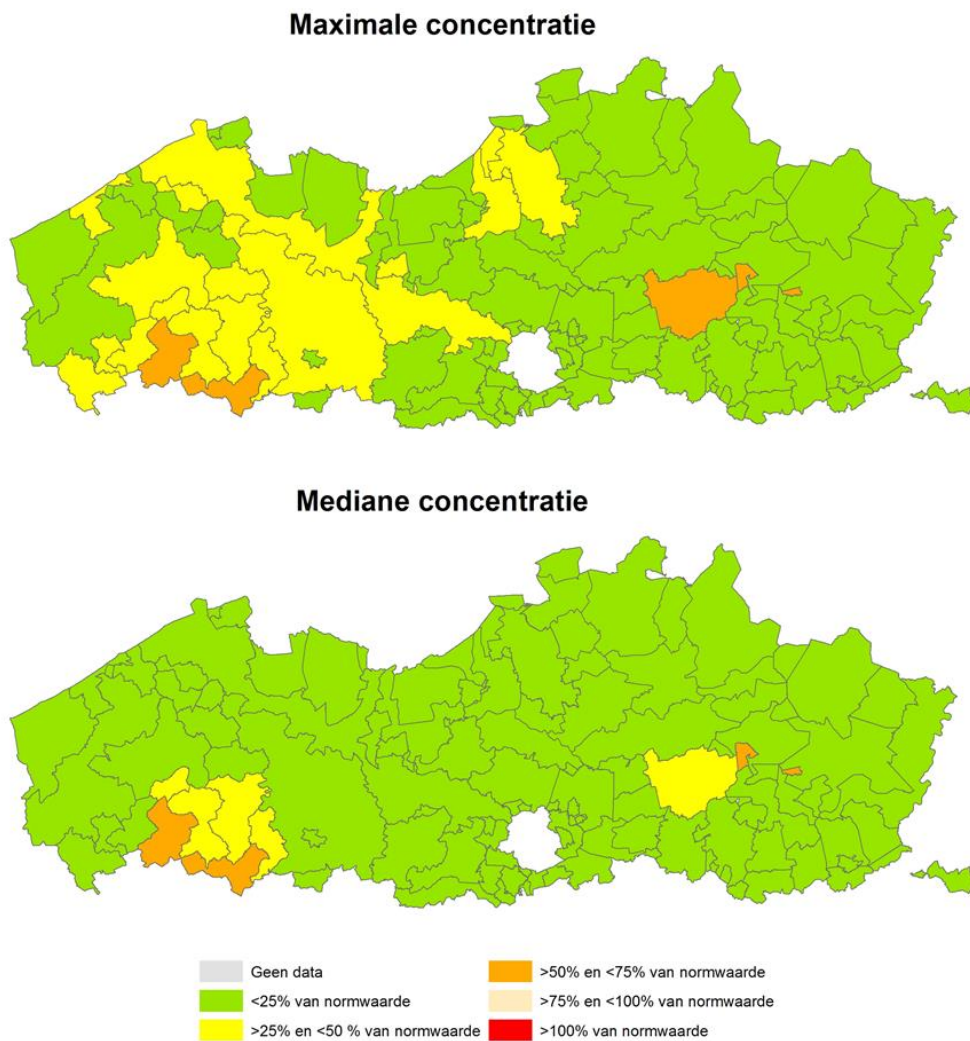 Maximale concentratie
Mediane concentratie
Geen data
<25% van normwaarde
>25% en <50 % van normwaarde
>50% en <75% van normwaarde
>75% en <100% van normwaarde
>100% van normwaarde